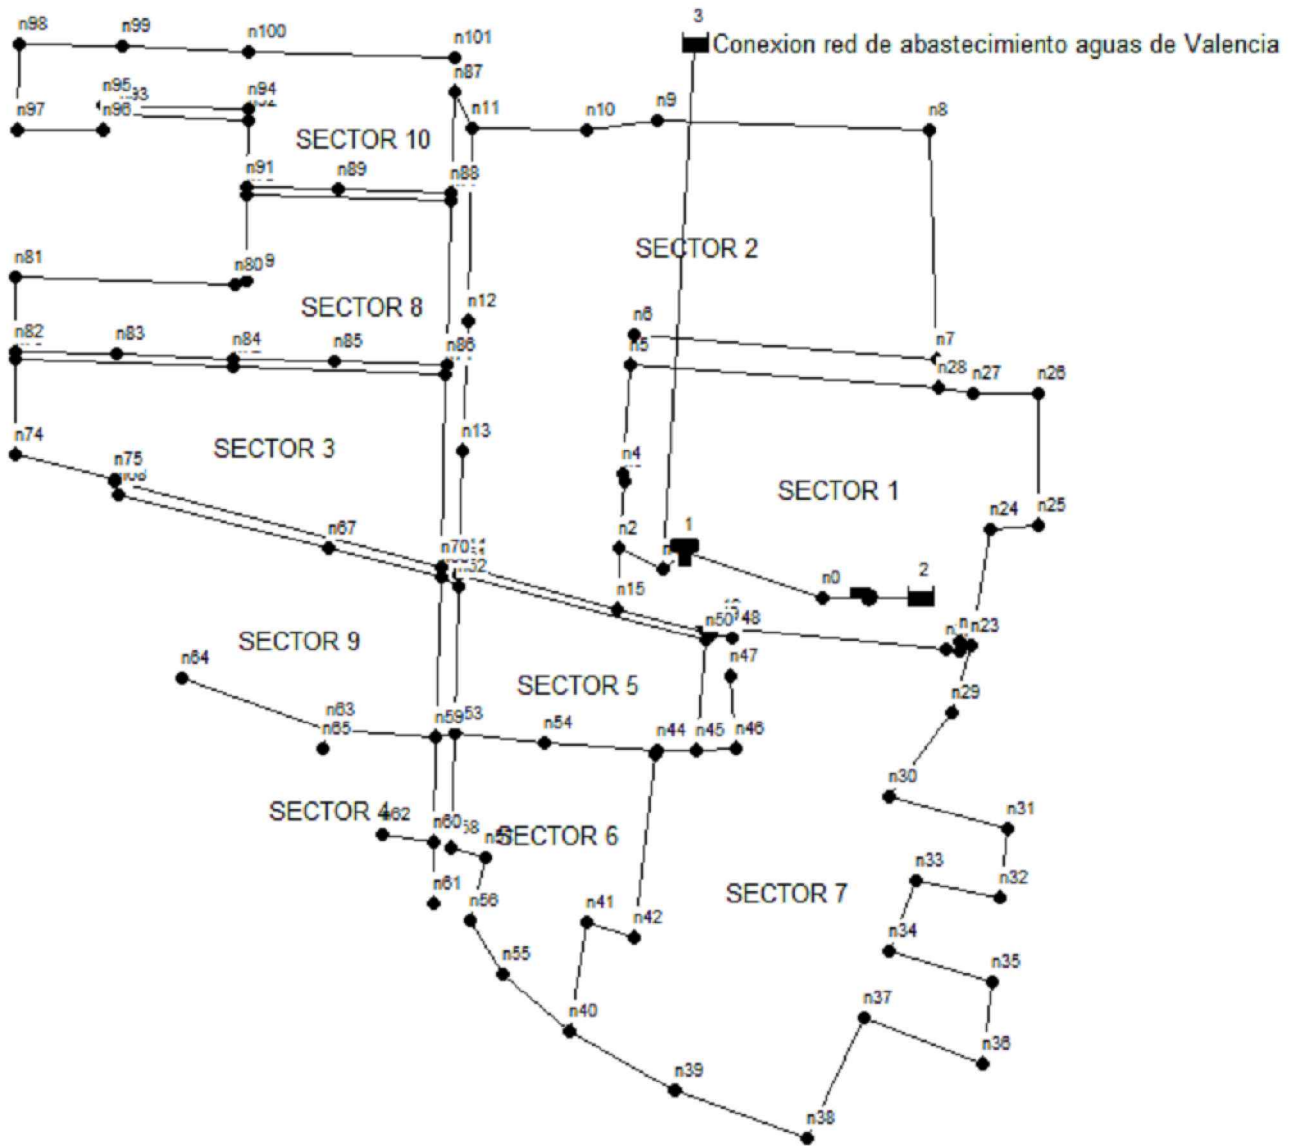 3
Conexion red de abastecimiento aguas de Valencia
n98
n99
n100
n101
n87
n95
n94
n97
n96
n11
n10
n9
n8
SECTOR 10
n91
n89
n88
SECTOR 2
n81
n80
SECTOR 8
n12
n6
n82
n83
n84
n85
n86
n5
n7
n28
n27
n26
n74
n75
SECTOR 3
n13
n4
SECTOR 1
n67
n70
n2
1
n24
n25
n0
2
n15
n50
48
n23
SECTOR 9
n47
n64
SECTOR 5
n29
n63
n65
n59
53
n54
n44
n45
n46
SECTOR 4
n60
SECTOR 6
n30
n31
n61
n33
n32
SECTOR 7
n56
n41
n42
n34
n55
n35
n40
n37
n36
n39
n38